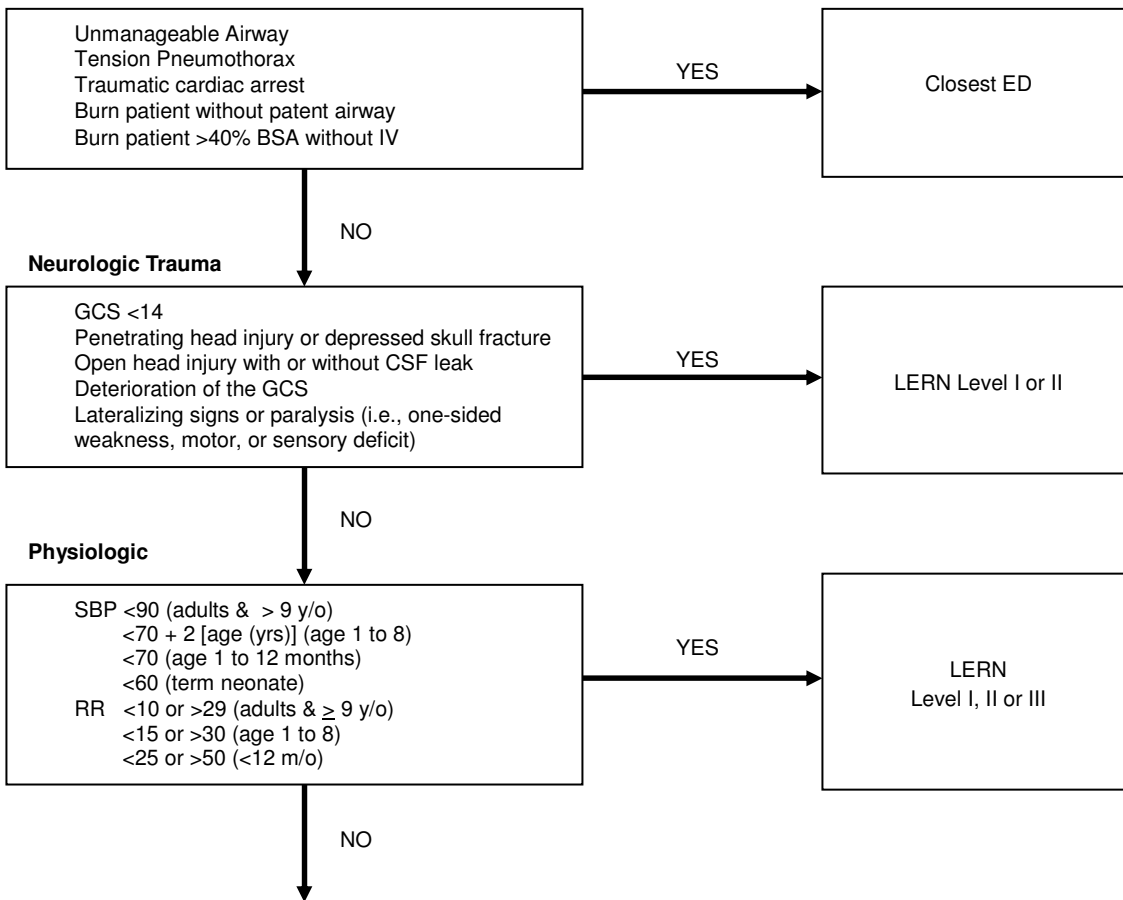 Unmanageable Airway
Tension Pneumothorax
Traumatic cardiac arrest
Burn patient without patent airway
Burn patient >40% BSA without IV
YES
Closest ED
NO
Neurologic Trauma
GCS <14
Penetrating head injury or depressed skull fracture
Open head injury with or without CSF leak
Deterioration of the GCS
Lateralizing signs or paralysis (i.e., one-sided
weakness, motor, or sensory deficit)
YES
LERN Level I or II
NO
Physiologic
SBP <90 (adults & > 9 y/o)
<70 + 2 [age (yrs)] (age 1 to 8)
<70 (age 1 to 12 months)
<60 (term neonate)
RR <10 or >29 (adults & ≥ 9 y/o)
<15 or >30 (age 1 to 8)
<25 or >50 (<12 m/o)
YES
LERN
Level I, II or III
NO